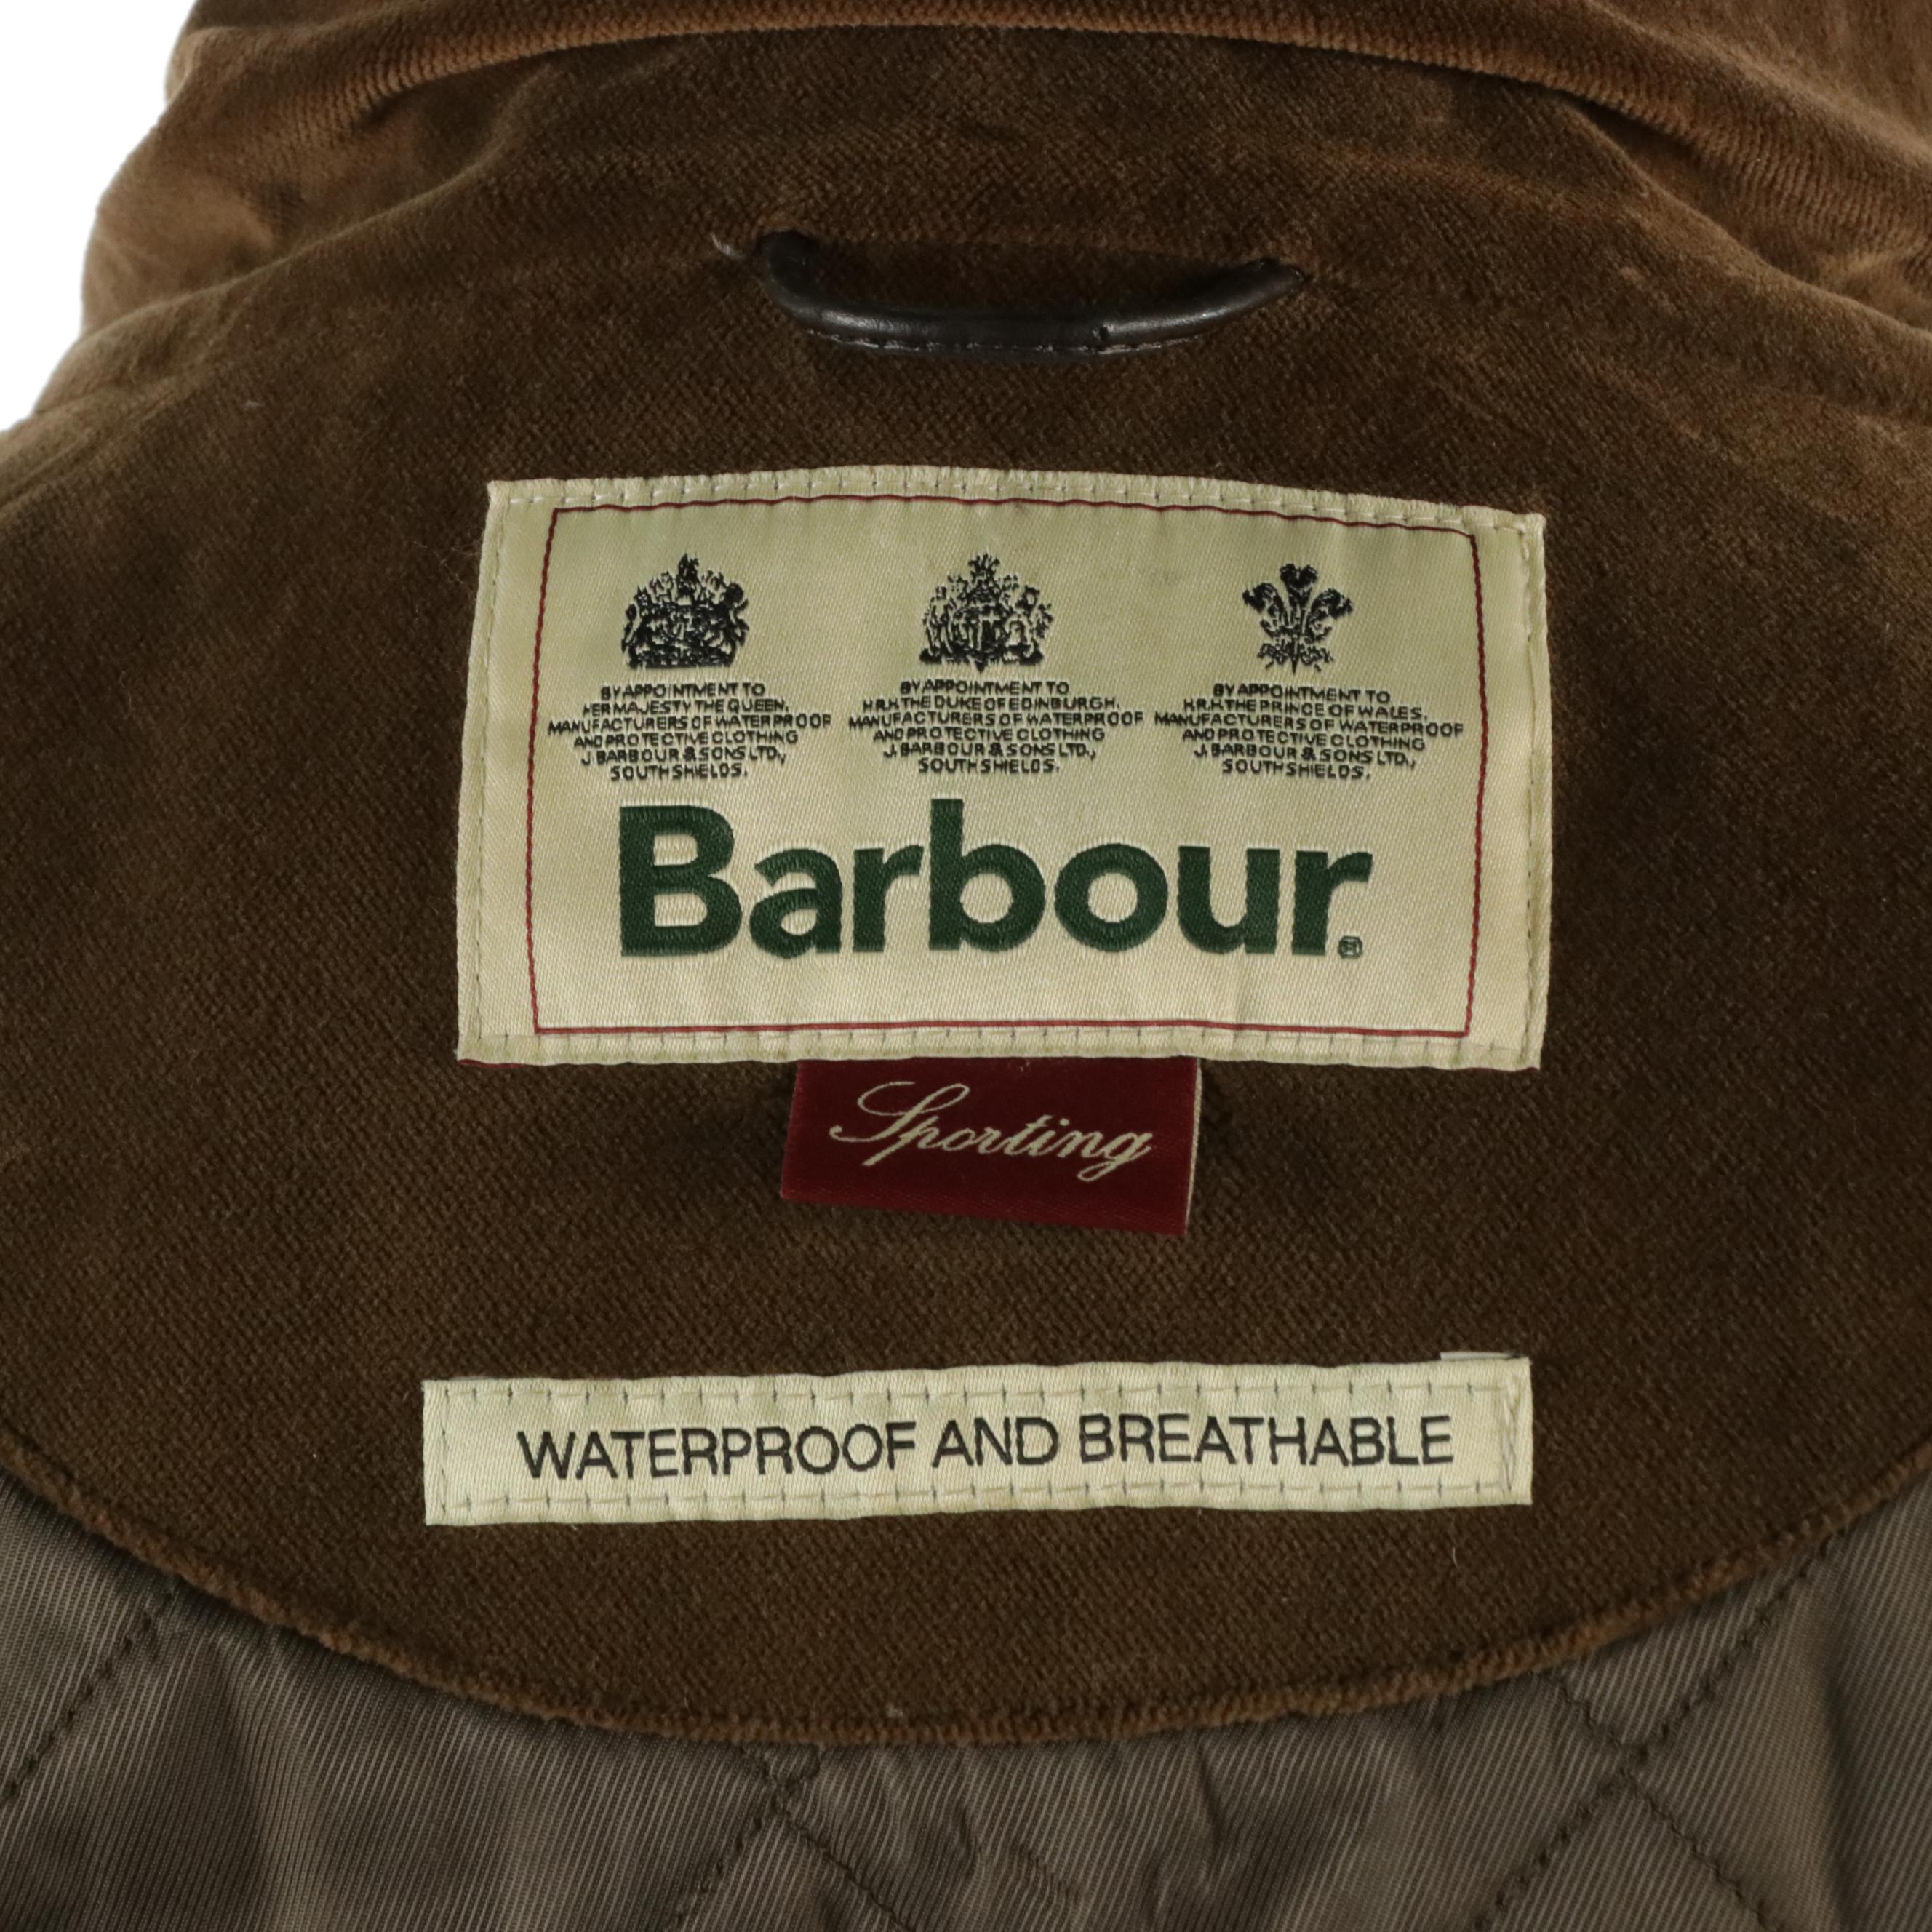 BY APPOINTMENT TO
HER MAJESTY THE QUEEN,
MANUFACTURERS OF WATERPROOF
AND PROTECTIVE CLOTHING
J. BARBOUR & SONS LTD.,
SOUTH SHIELDS.
BY APPOINTMENT TO
H.R.H. THE DUKE OF EDINBURGH,
MANUFACTURERS OF WATERPROOF
AND PROTECTIVE CLOTHING
J. BARBOUR & SONS LTD.,
SOUTH SHIELDS.
BY APPOINTMENT TO
H.R.H. THE PRINCE OF WALES,
MANUFACTURERS OF WATERPROOF
AND PROTECTIVE CLOTHING
J. BARBOUR & SONS LTD.,
SOUTH SHIELDS.
Barbour®
Sporting
WATERPROOF AND BREATHABLE